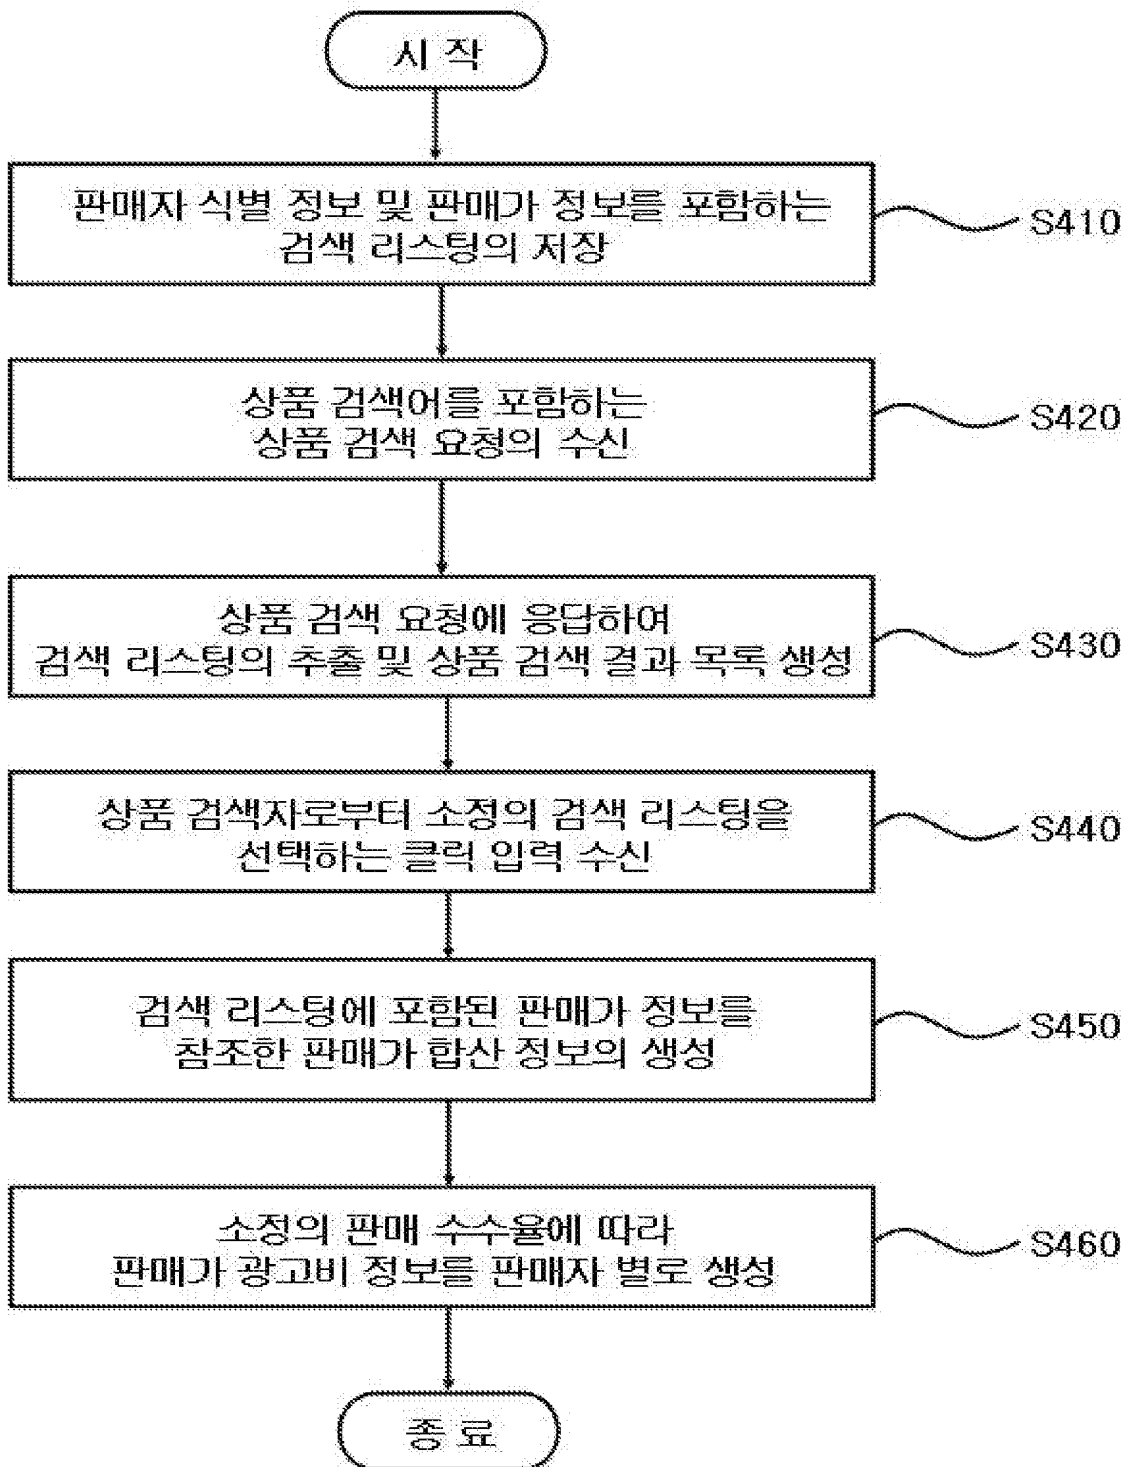 시 작
판매자 식별 정보 및 판매가 정보를 포함하는
검색 리스팅의 저장
S410
상품 검색어를 포함하는
상품 검색 요청의 수신
S420
상품 검색 요청에 응답하여
검색 리스팅의 추출 및 상품 검색 결과 목록 생성
S430
상품 검색자로부터 소정의 검색 리스팅을
선택하는 클릭 입력 수신
S440
검색 리스팅에 포함된 판매가 정보를
참조한 판매가 합산 정보의 생성
S450
소정의 판매 수수율에 따라
판매가 광고비 정보를 판매자 별로 생성
S460
종 료